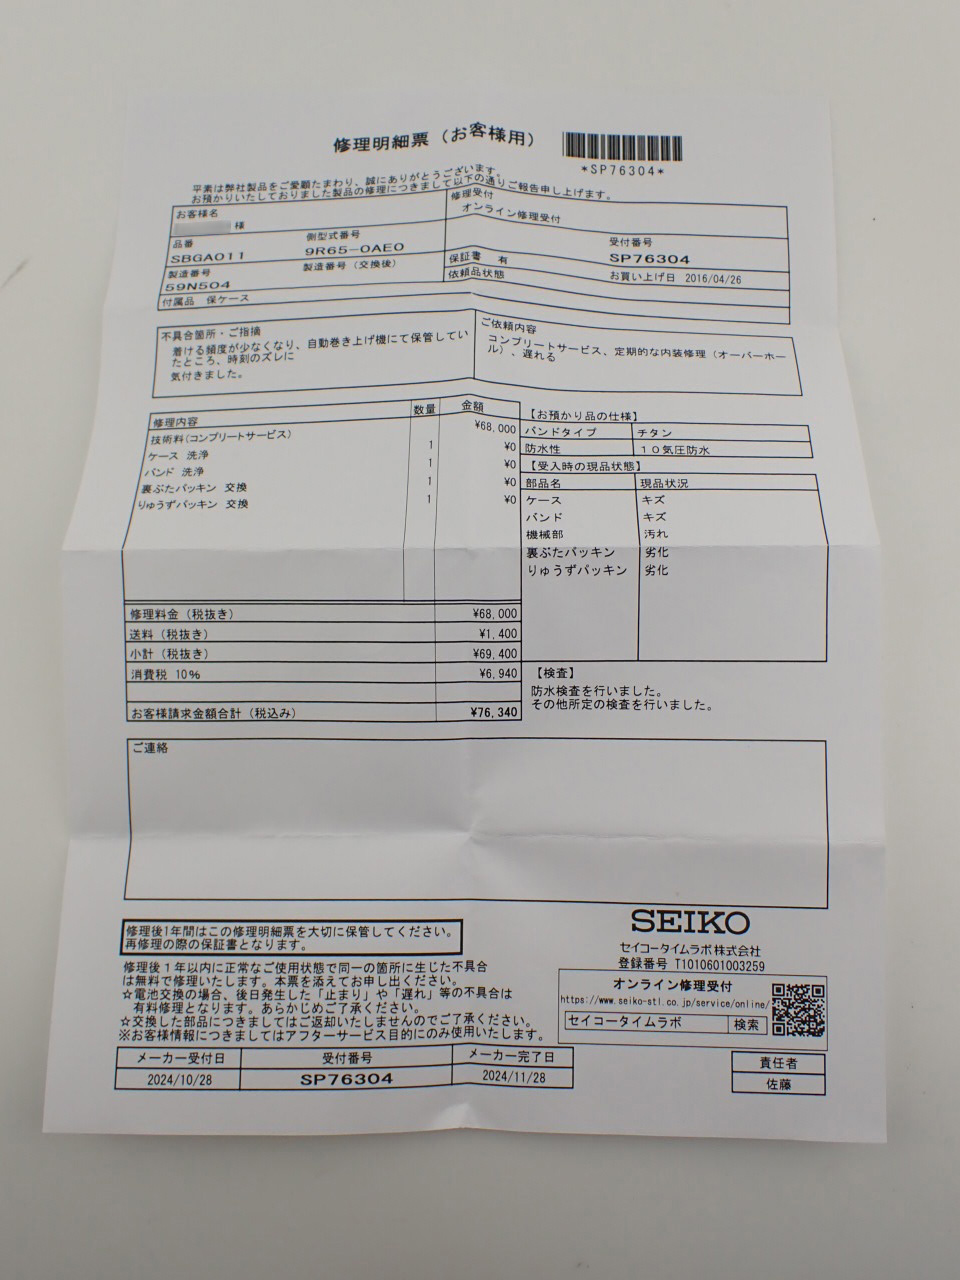 修理明細票（お客様用）
*SP76304*
平素は弊社製品をご愛顧たまわり、誠にありがとうございます。
お預かりいたしておりました製品の修理につきまして以下の通りご報告申し上げます。
お客様名
様
修理受付
オンライン修理受付
品番
SBGA011
側型式番号
9R65-0AE0
保証書 有
受付番号
SP76304
製造番号
59N504
製造番号（交換後）
依頼品状態
お買い上げ日 2016/04/26
付属品 保ケース
不具合箇所・ご指摘
着ける頻度が少なくなり、自動巻き上げ機にて保管してい
たところ、時刻のズレに
気付きました。
ご依頼内容
コンプリートサービス、定期的な内装修理（オーバーホー
ル）、遅れる
修理内容 数量 金額
技術料(コンプリートサービス) ¥68,000
ケース 洗浄 1 ¥0
バンド 洗浄 1 ¥0
裏ぶたパッキン 交換 1 ¥0
りゅうずパッキン 交換 1 ¥0
修理料金（税抜き） ¥68,000
送料（税抜き） ¥1,400
小計（税抜き） ¥69,400
消費税 10% ¥6,940
お客様請求金額合計（税込み） ¥76,340
【お預かり品の仕様】
バンドタイプ チタン
防水性 １０気圧防水
【受入時の現品状態】
部品名 現品状況
ケース キズ
バンド キズ
機械部 汚れ
裏ぶたパッキン 劣化
りゅうずパッキン 劣化
【検査】
防水検査を行いました。
その他所定の検査を行いました。
ご連絡
修理後1年間はこの修理明細票を大切に保管してください。
再修理の際の保証書となります。
修理後１年以内に正常なご使用状態で同一の箇所に生じた不具合
は無料で修理いたします。本票を添えてお申し出ください。
☆電池交換の場合、後日発生した「止まり」や「遅れ」等の不具合は
有料修理となります。あらかじめご了承ください。
☆交換した部品につきましてはご返却いたしませんのでご了承ください。
※お客様情報につきましてはアフターサービス目的にのみ使用いたします。
SEIKO
セイコータイムラボ株式会社
登録番号 T1010601003259
オンライン修理受付
https://www.seiko-stl.co.jp/service/online/
セイコータイムラボ 検索
メーカー受付日 受付番号 メーカー完了日
2024/10/28 SP76304 2024/11/28
責任者
佐藤